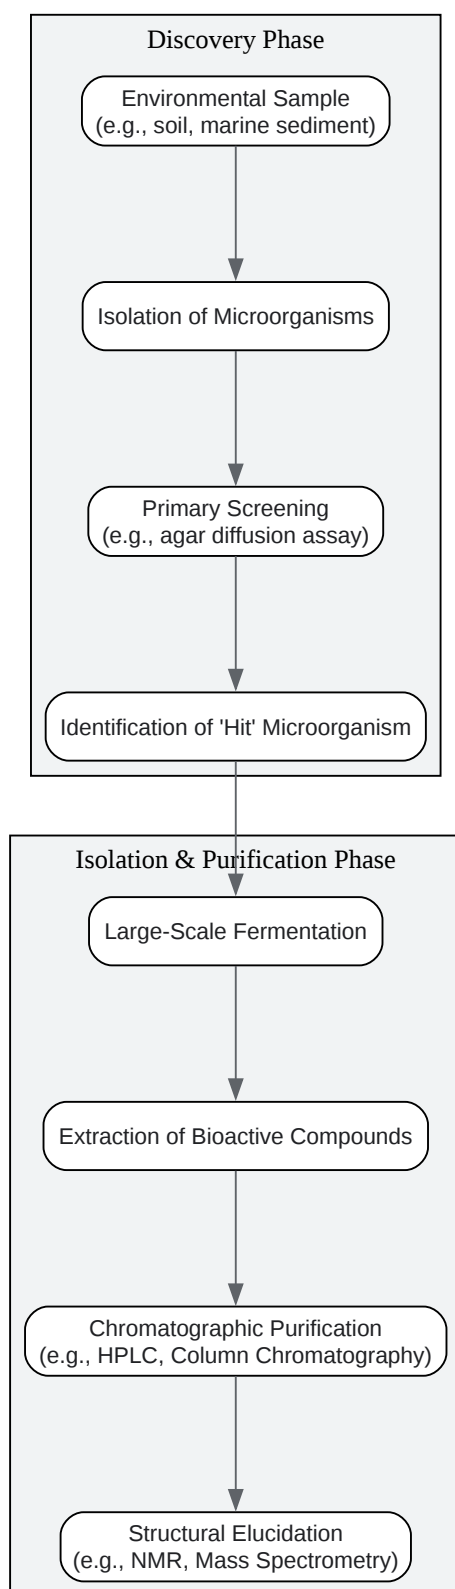 Discovery Phase
Environmental Sample
(e.g., soil, marine sediment)
Isolation of Microorganisms
Primary Screening
(e.g., agar diffusion assay)
Identification of 'Hit' Microorganism
Isolation & Purification Phase
Large-Scale Fermentation
Extraction of Bioactive Compounds
Chromatographic Purification
(e.g., HPLC, Column Chromatography)
Structural Elucidation
(e.g., NMR, Mass Spectrometry)